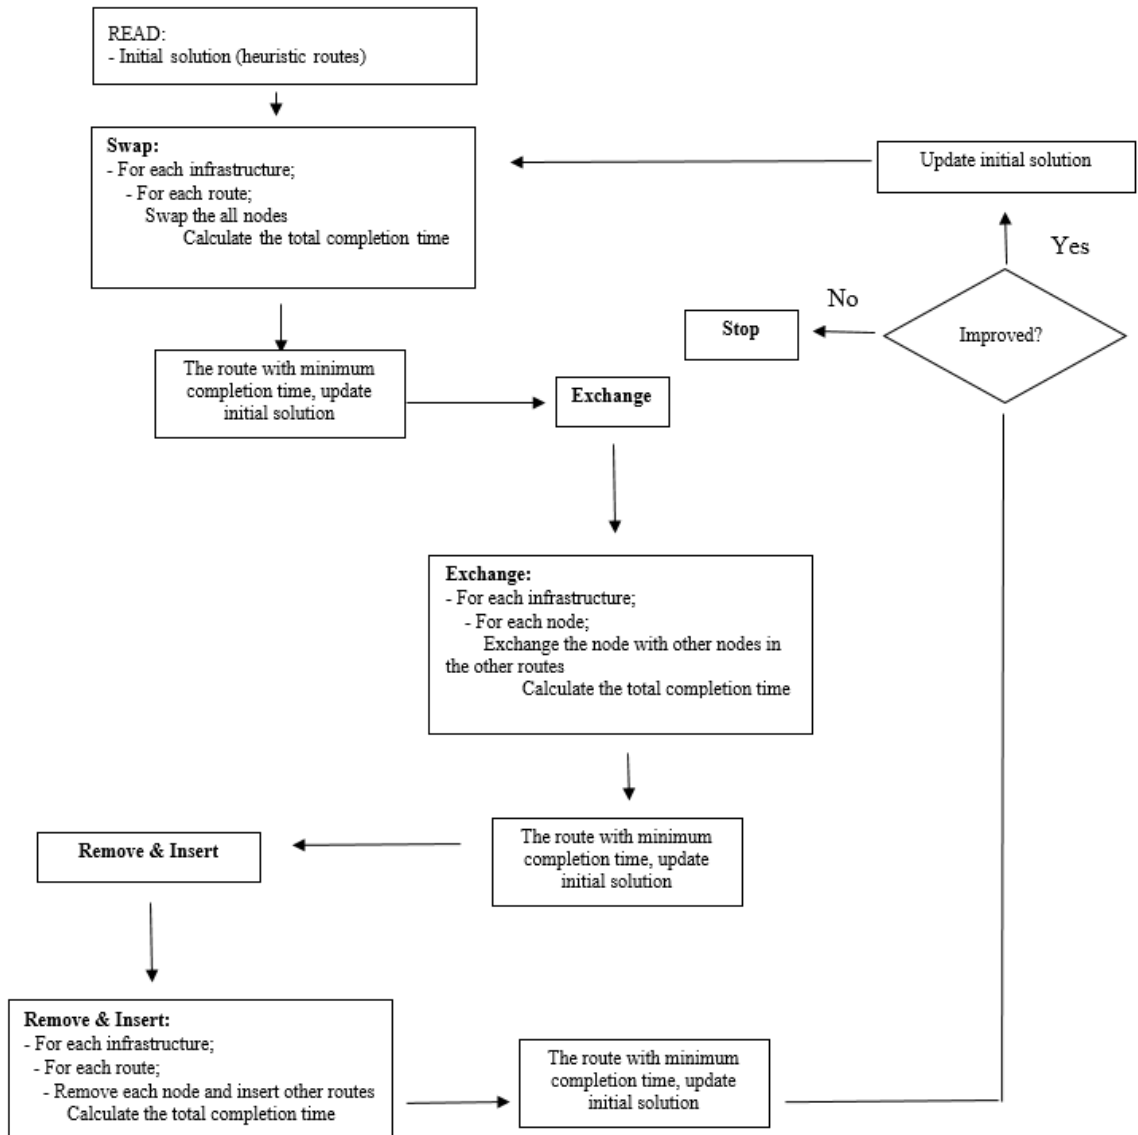 READ:
- Initial solution (heuristic routes)
Swap:
- For each infrastructure;
- For each route;
Swap the all nodes
Calculate the total completion time
Update initial solution
Yes
No
Improved?
Stop
The route with minimum
completion time, update
initial solution
Exchange
Exchange:
- For each infrastructure;
- For each node;
Exchange the node with other nodes in
the other routes
Calculate the total completion time
The route with minimum
completion time, update
initial solution
Remove & Insert
Remove & Insert:
- For each infrastructure;
- For each route;
- Remove each node and insert other routes
Calculate the total completion time
The route with minimum
completion time, update
initial solution